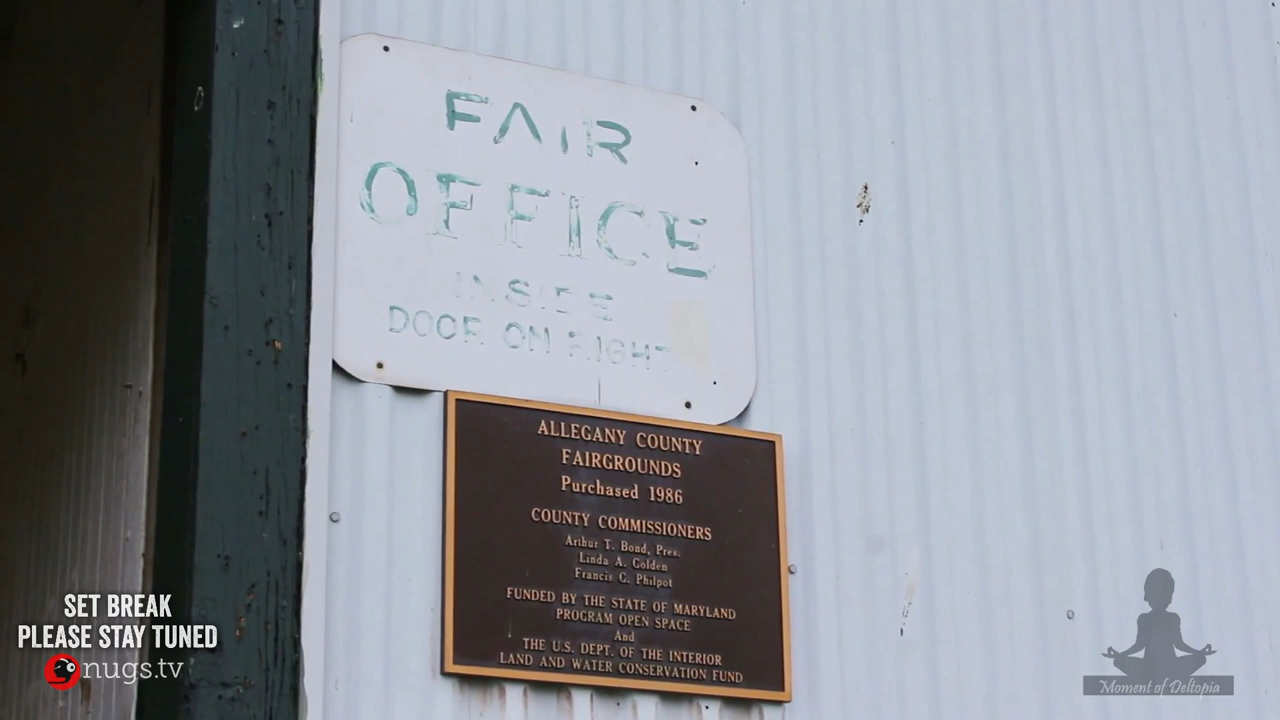 FAIR
OFFICE
INSIDE
DOOR ON RIGHT
ALLEGANY COUNTY
FAIRGROUNDS
Purchased 1986
COUNTY COMMISSIONERS
Arthur T. Bond, Pres.
Linda A. Golden
Francis C. Philpot
FUNDED BY THE STATE OF MARYLAND
PROGRAM OPEN SPACE
And
THE U.S. DEPT. OF THE INTERIOR
LAND AND WATER CONSERVATION FUND
SET BREAK
PLEASE STAY TUNED
nugs.tv
Moment of Deltopia